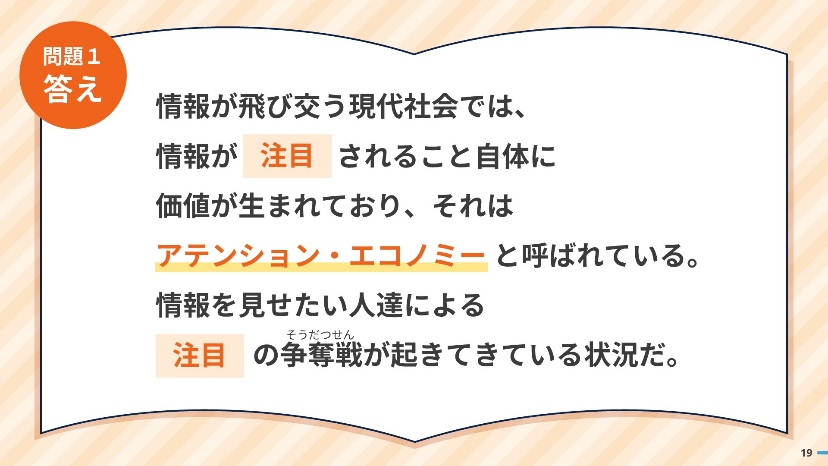 問題1
答え
情報が飛び交う現代社会では、
情報が 注目 されること自体に
価値が生まれており、それは
アテンション・エコノミー と呼ばれている。
情報を見せたい人達による
そうだつせん
注目 の争奪戦が起きてきている状況だ。
19